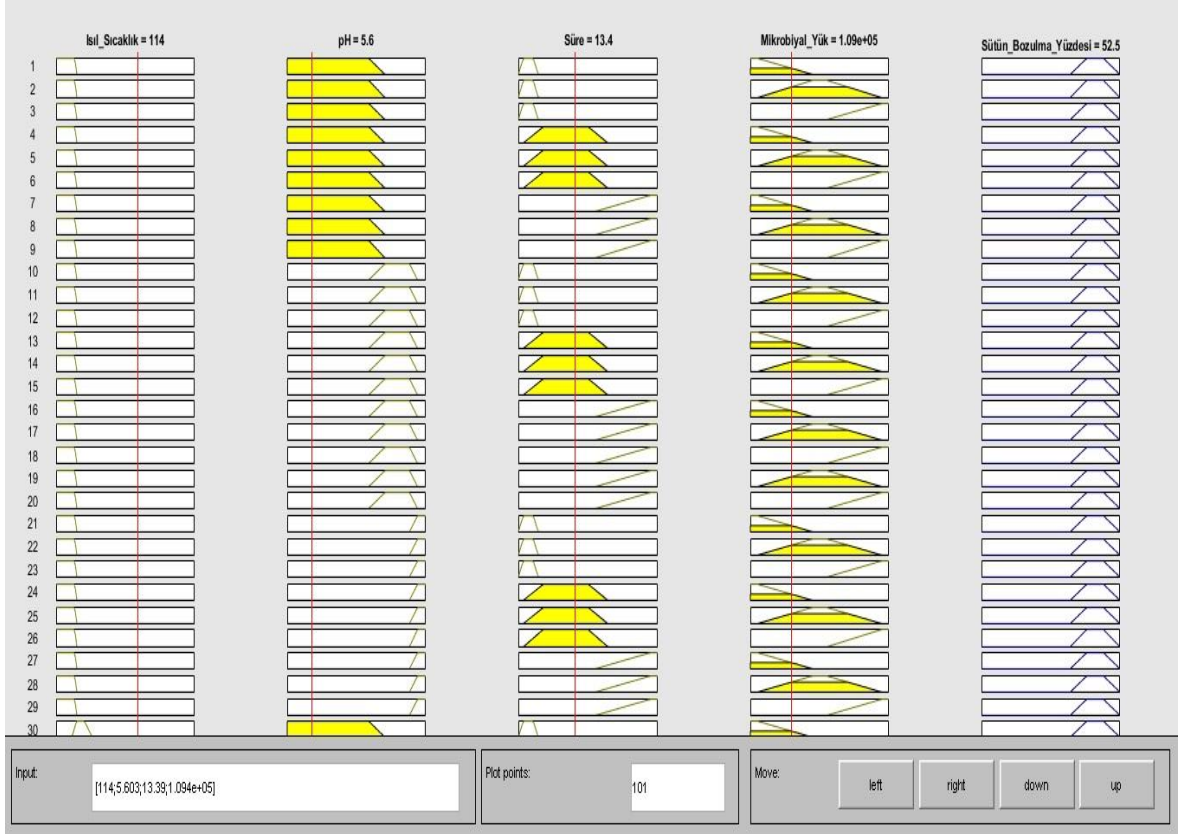 Isıl_Sıcaklık = 114
pH = 5.6
Süre = 13.4
Mikrobiyal_Yük = 1.09e+05
Sütün_Bozulma_Yüzdesi = 52.5
1
2
3
4
5
6
7
8
9
10
11
12
13
14
15
16
17
18
19
20
21
22
23
24
25
26
27
28
29
30
Input:
[114;5.603;13.39;1.094e+05]
Plot points:
101
Move:
left
right
down
up